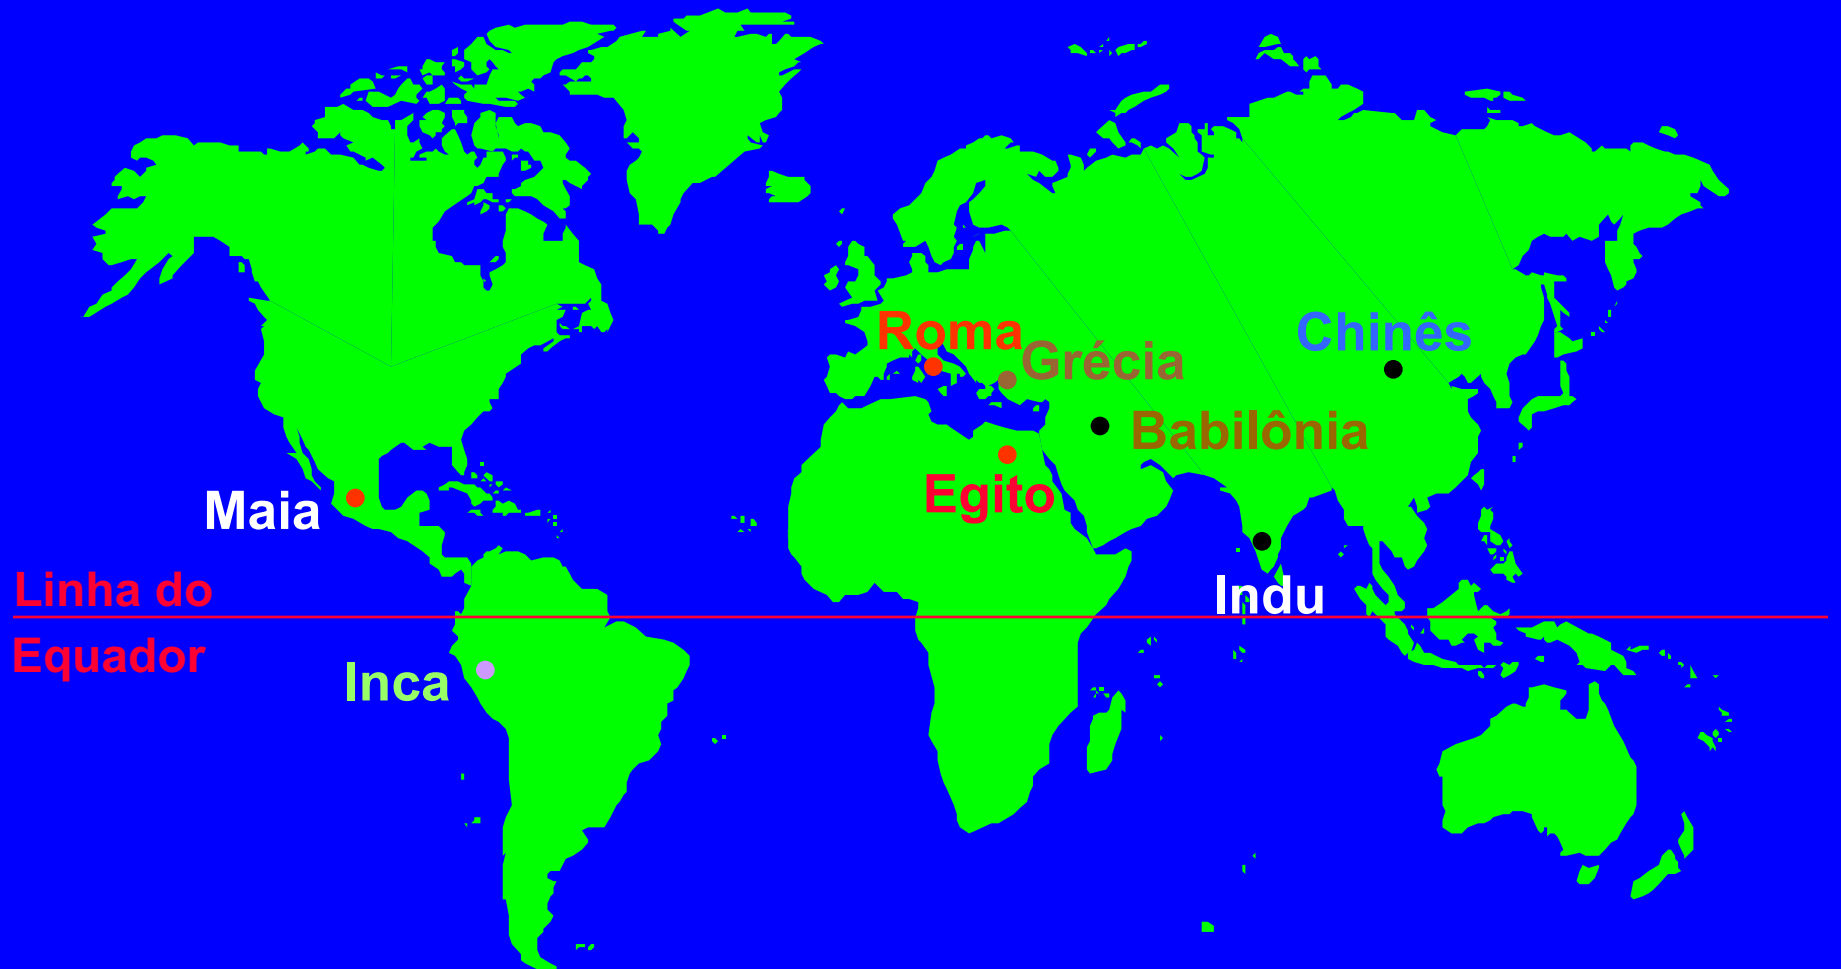 Roma
Chinês
Grécia
Babilônia
Egito
Maia
Linha do
Equador
Indu
Inca